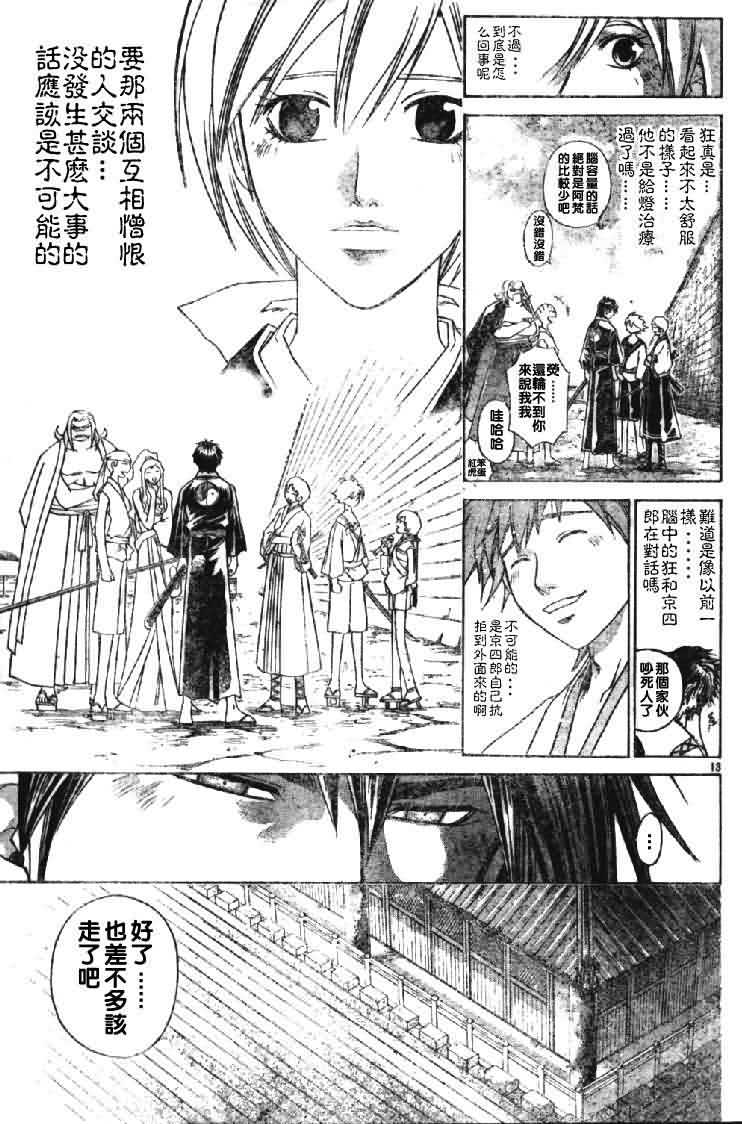 不過…
到底是怎
么回事呢
狂真是…
看起來不太舒服
的樣子……
他不是給燈治療
過了嗎……
腦容量的話
絕對是阿梵
的比較少吧
沒錯沒錯
熒……
還輪不到你
來說我我
哇哈哈
笨蛋
紅虎
難道是像以前一
樣……
腦中的狂和京四
郎在對話嗎
那個家伙
吵死人了
不可能的…
是京四郎自己抗
拒到外面來的啊
要那兩個互相憎恨
的人交談…
没發生甚麽大事的
話應該是不可能的
13
…
好了……
也差不多該
走了吧